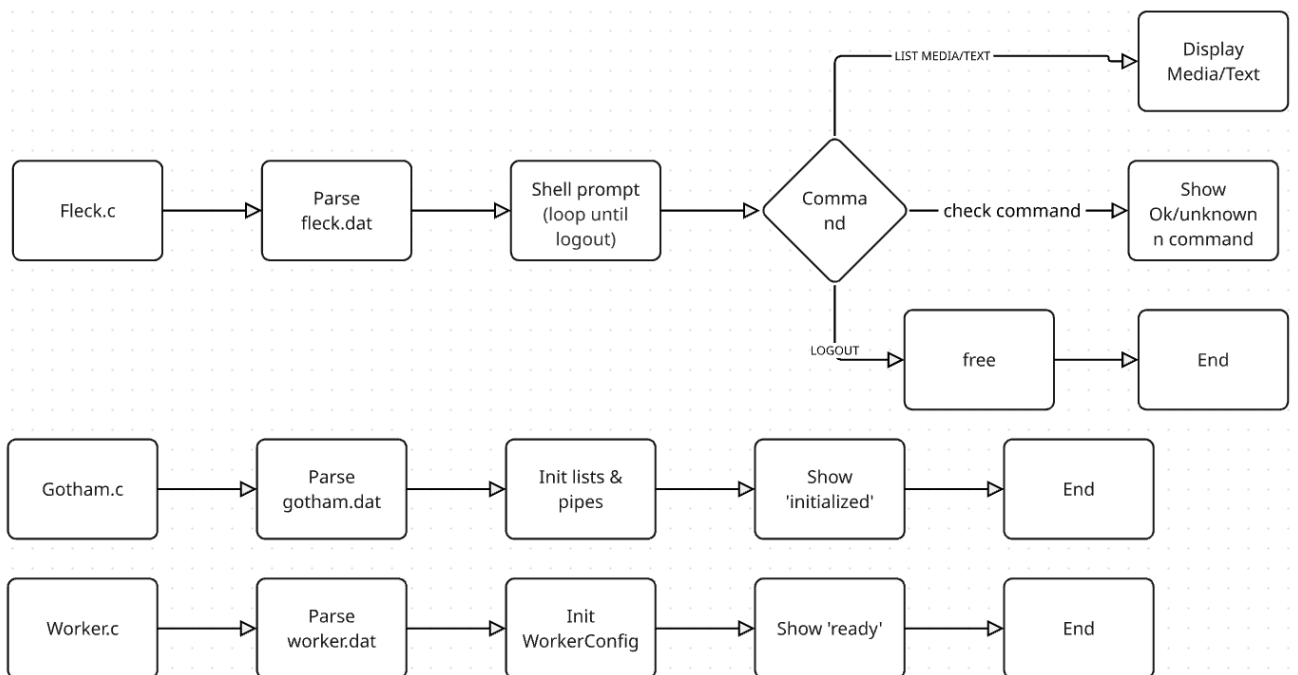 LIST MEDIA/TEXT
Display
Media/Text
Fleck.c
Parse
fleck.dat
Shell prompt
(loop until
logout)
Comma
nd
check command
Show
Ok/unknown
n command
LOGOUT
free
End
Gotham.c
Parse
gotham.dat
Init lists &
pipes
Show
'initialized'
End
Worker.c
Parse
worker.dat
Init
WorkerConfig
Show 'ready'
End